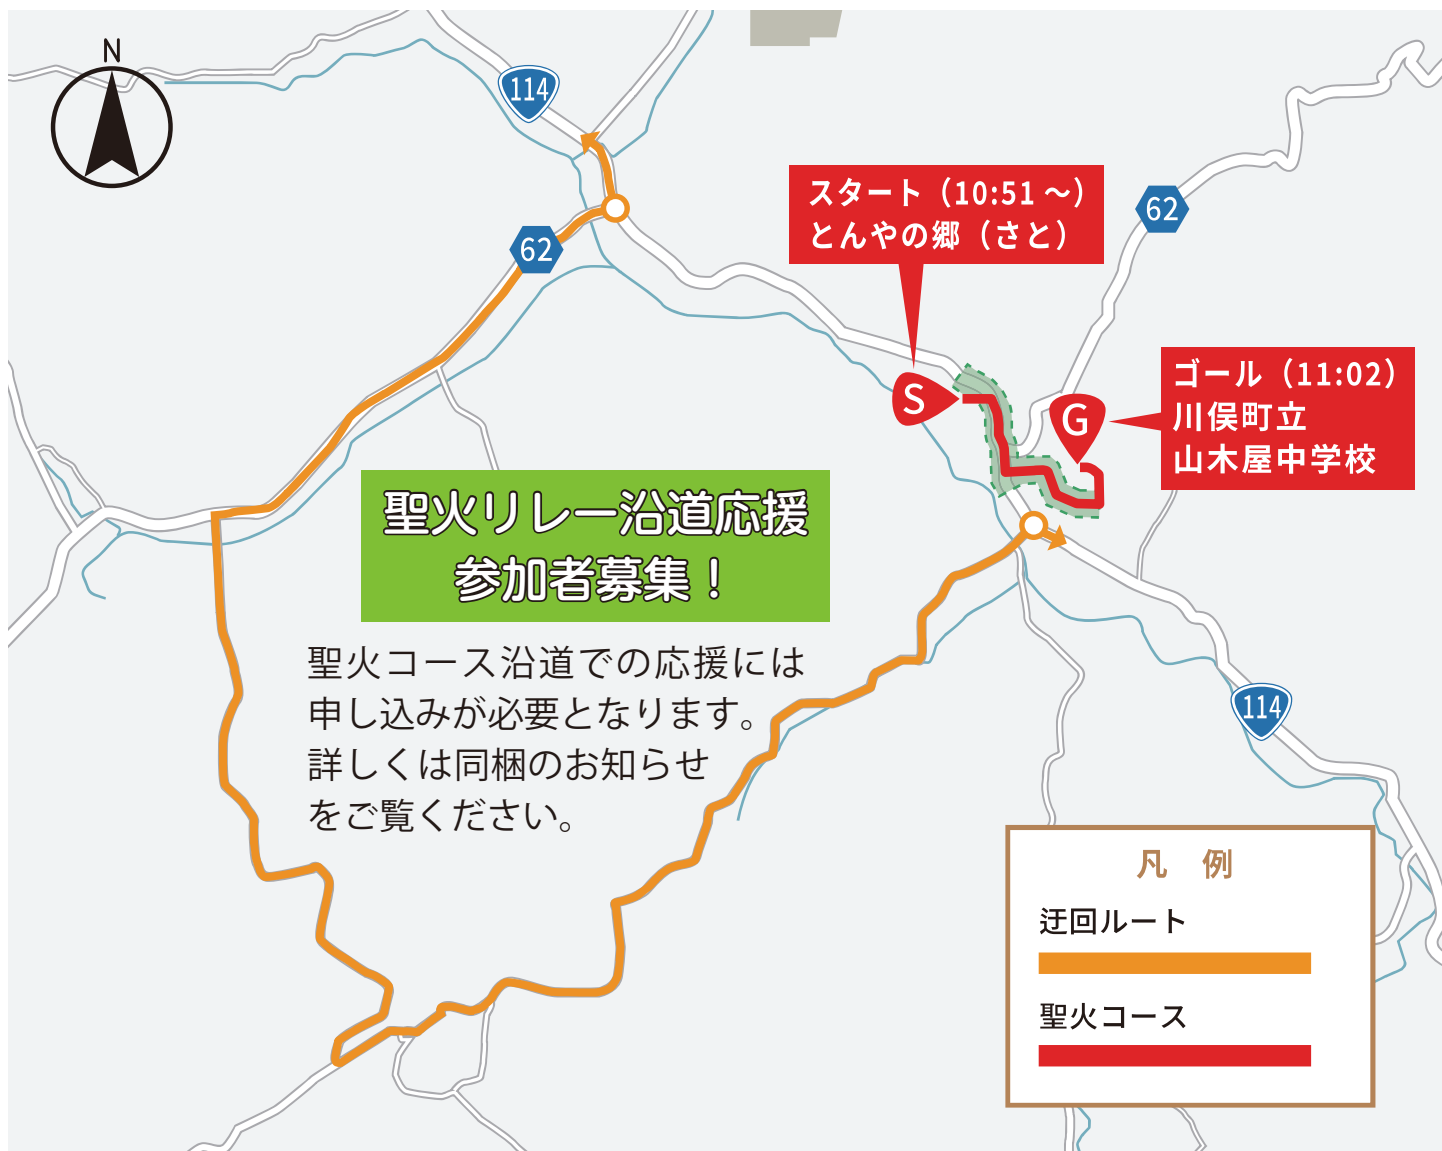 N
114
62
スタート（10:51～）
とんやの郷（さと）
62
S
G
ゴール（11:02）
川俣町立
山木屋中学校
聖火リレー沿道応援
参加者募集！
聖火コース沿道での応援には
申し込みが必要となります。
詳しくは同梱のお知らせ
をご覧ください。
114
凡 例
迂回ルート
聖火コース